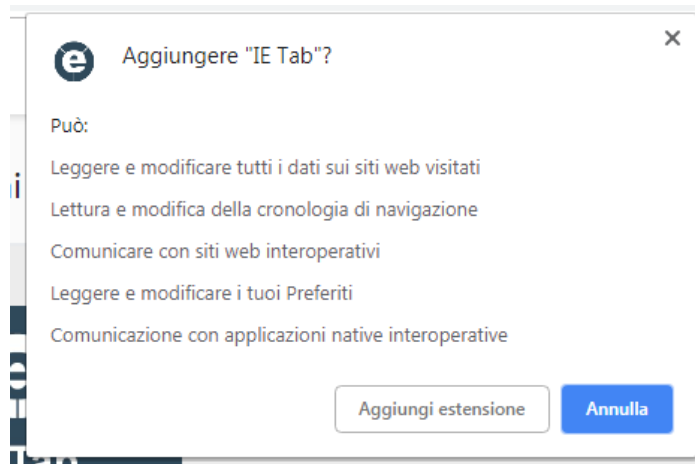 Aggiungere "IE Tab"?
Può:
Leggere e modificare tutti i dati sui siti web visitati
Lettura e modifica della cronologia di navigazione
Comunicare con siti web interoperativi
Leggere e modificare i tuoi Preferiti
Comunicazione con applicazioni native interoperative
Aggiungi estensione
Annulla